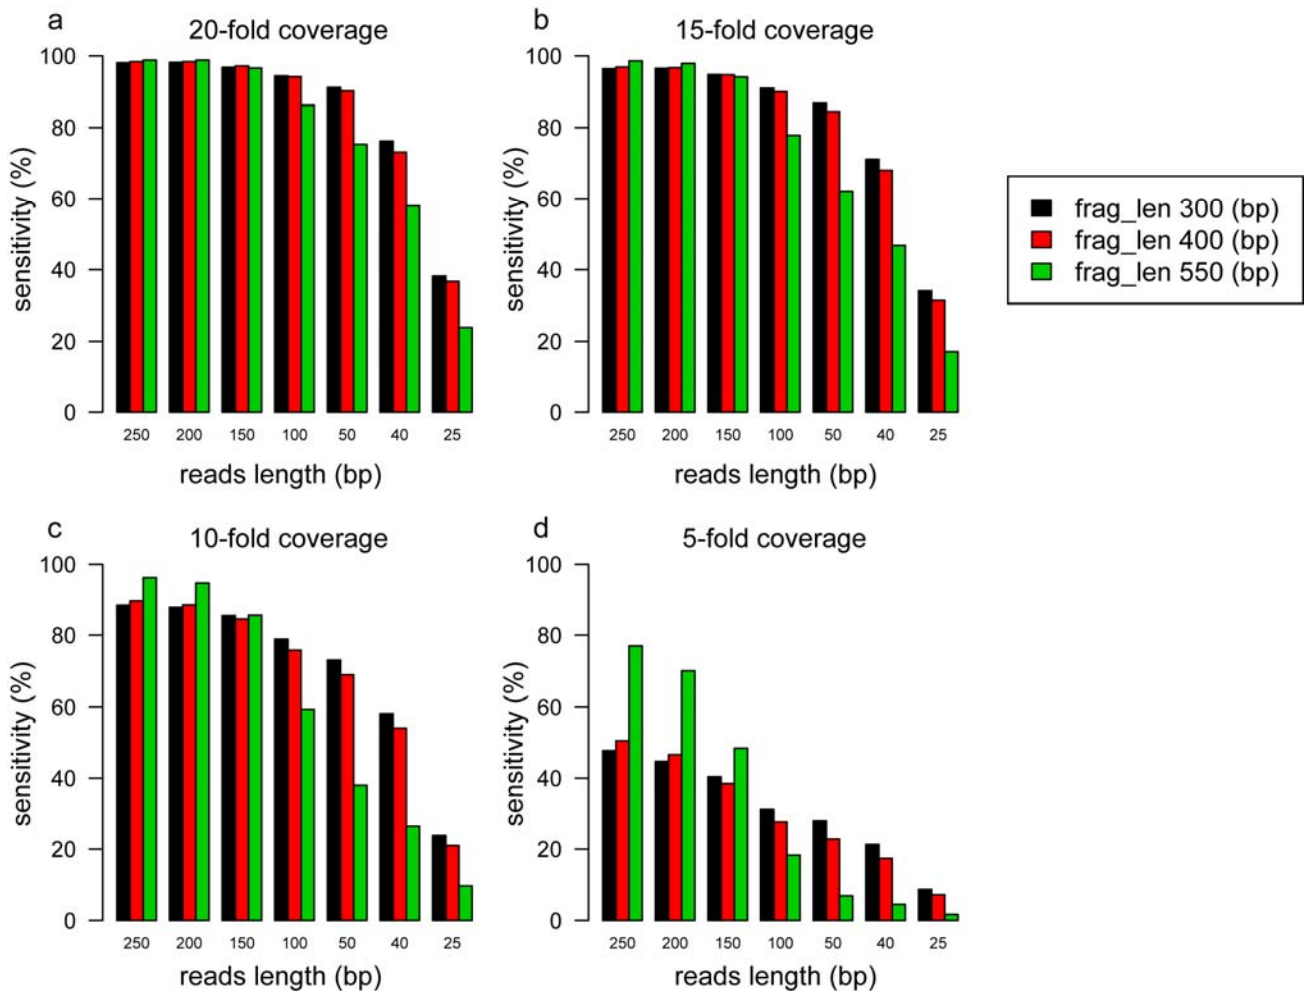 a
20-fold coverage
100
80
60
40
20
0
sensitivity (%)
250 200 150 100 50 40 25
reads length (bp)
b
15-fold coverage
100
80
60
40
20
0
sensitivity (%)
250 200 150 100 50 40 25
reads length (bp)
frag_len 300 (bp)
frag_len 400 (bp)
frag_len 550 (bp)
c
10-fold coverage
100
80
60
40
20
0
sensitivity (%)
250 200 150 100 50 40 25
reads length (bp)
d
5-fold coverage
100
80
60
40
20
0
sensitivity (%)
250 200 150 100 50 40 25
reads length (bp)